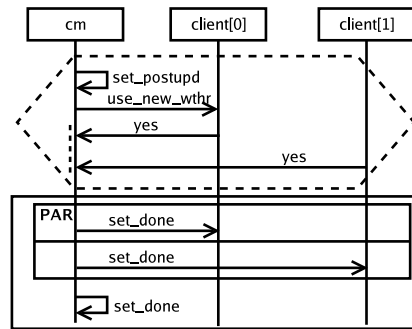 cm client[0] client[1]
set_postupd
use_new_wthr
yes
yes
PAR
set_done
set_done
set_done